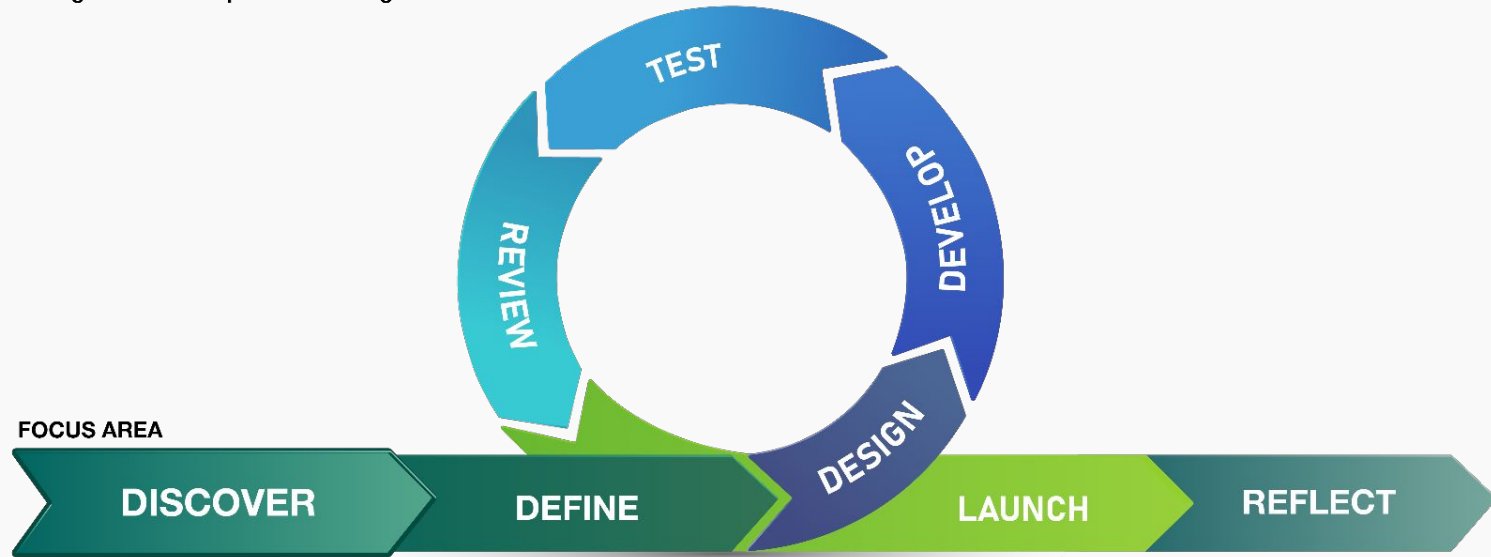 TEST
DEVELOP
REVIEW
DESIGN
FOCUS AREA
DISCOVER
DEFINE
LAUNCH
REFLECT